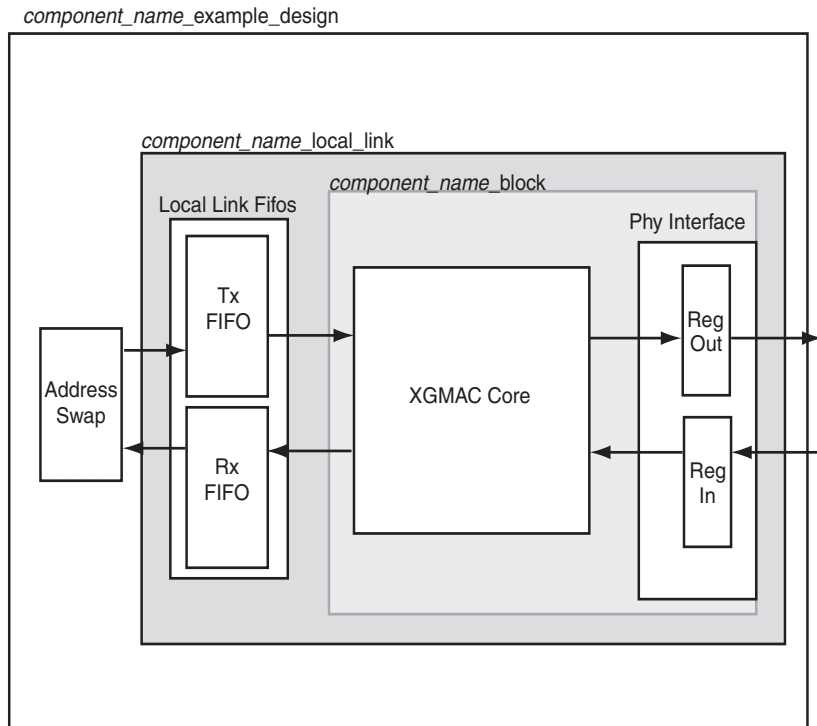 component_name_example_design
component_name_local_link
component_name_block
Local Link Fifos
Phy Interface
Tx
FIFO
Reg
Out
Address
Swap
XGMAC Core
Rx
FIFO
Reg
In